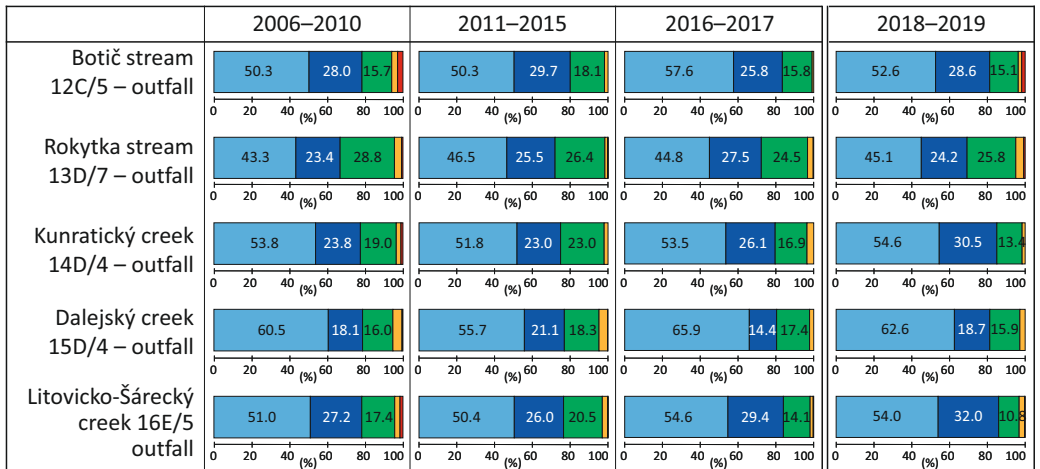 2006–2010 2011–2015 2016–2017 2018–2019
Botič stream
12C/5 – outfall
50.3 28.0 15.7 50.3 29.7 18.1 57.6 25.8 15.8 52.6 28.6 15.1
0 20 40 60 80 100 0 20 40 60 80 100 0 20 40 60 80 100 0 20 40 60 80 100
(%) (%) (%) (%)
Rokytka stream
13D/7 – outfall
43.3 23.4 28.8 46.5 25.5 26.4 44.8 27.5 24.5 45.1 24.2 25.8
0 20 40 60 80 100 0 20 40 60 80 100 0 20 40 60 80 100 0 20 40 60 80 100
(%) (%) (%) (%)
Kunratický creek
14D/4 – outfall
53.8 23.8 19.0 51.8 23.0 23.0 53.5 26.1 16.9 54.6 30.5 13.4
0 20 40 60 80 100 0 20 40 60 80 100 0 20 40 60 80 100 0 20 40 60 80 100
(%) (%) (%) (%)
Dalejský creek
15D/4 – outfall
60.5 18.1 16.0 55.7 21.1 18.3 65.9 14.4 17.4 62.6 18.7 15.9
0 20 40 60 80 100 0 20 40 60 80 100 0 20 40 60 80 100 0 20 40 60 80 100
(%) (%) (%) (%)
Litovicko-Šárecký
creek 16E/5
outfall
51.0 27.2 17.4 50.4 26.0 20.5 54.6 29.4 14.1 54.0 32.0 10.8
0 20 40 60 80 100 0 20 40 60 80 100 0 20 40 60 80 100 0 20 40 60 80 100
(%) (%) (%) (%)